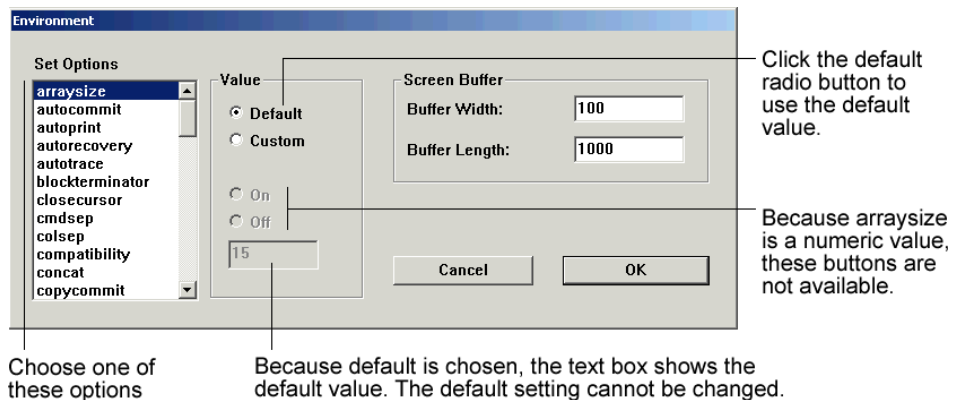 Environment
Set Options
arraysize
autocommit
autoprint
autorecovery
autotrace
blockterminator
closecursor
cmdsep
colsep
compatibility
concat
copycommit
Value
Default
Custom
On
Off
15
Screen Buffer
Buffer Width: 100
Buffer Length: 1000
Cancel
OK
Click the default
radio button to
use the default
value.
Because arraysize
is a numeric value,
these buttons are
not available.
Choose one of
these options
Because default is chosen, the text box shows the
default value. The default setting cannot be changed.